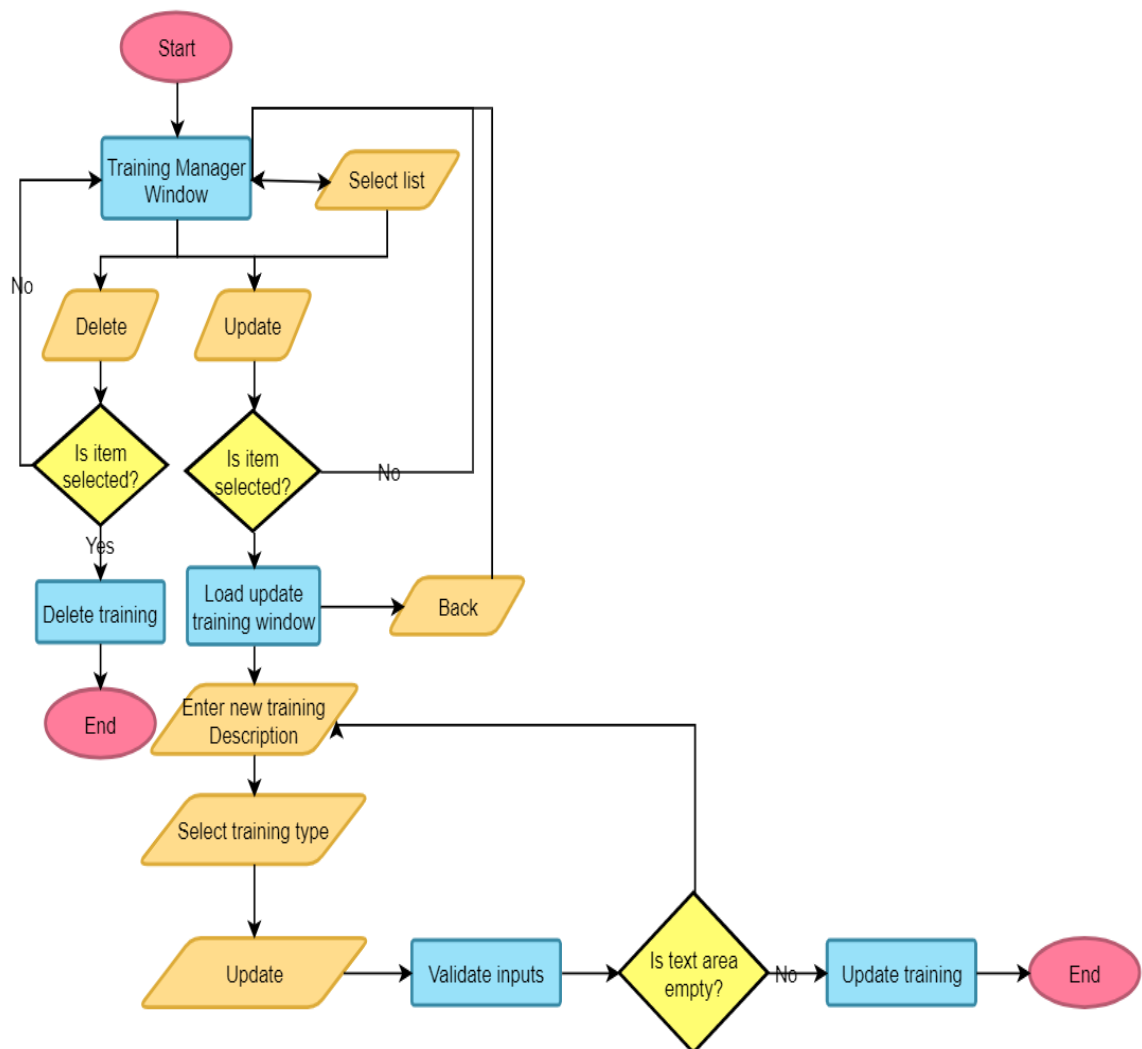 Start
Training Manager
Window
Select list
No
Delete
Update
Is item
selected?
Is item
selected?
No
Yes
Delete training
Load update
training window
Back
End
Enter new training
Description
Select training type
Update
Validate inputs
Is text area
empty?
No
Update training
End